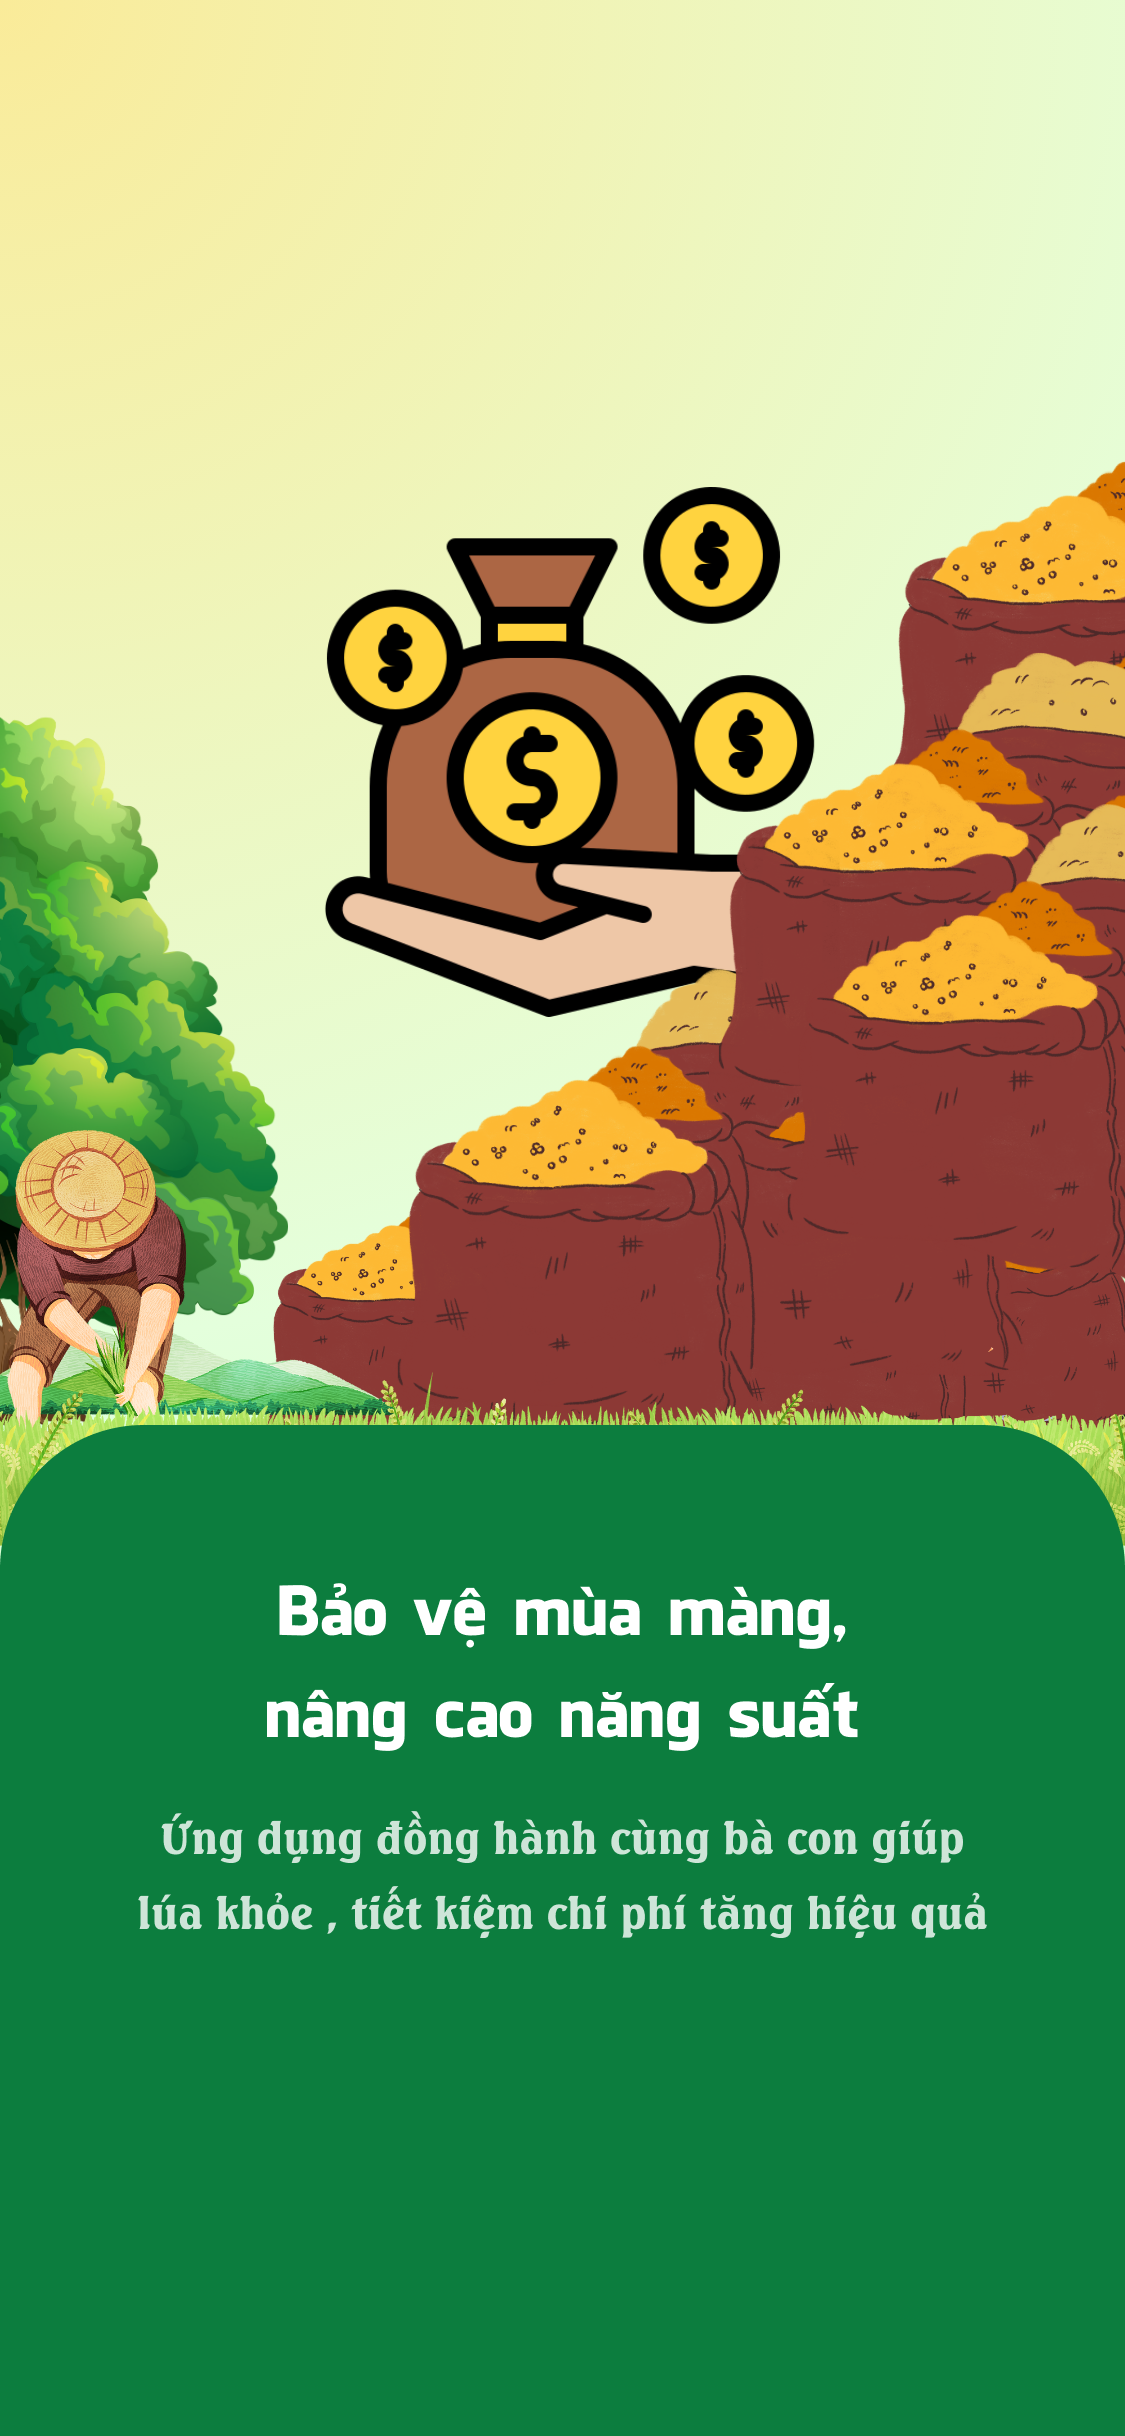 $
$
$
$
Bảo vệ mùa màng,
nâng cao năng suất
Ứng dụng đồng hành cùng bà con giúp
lúa khỏe , tiết kiệm chi phí tăng hiệu quả